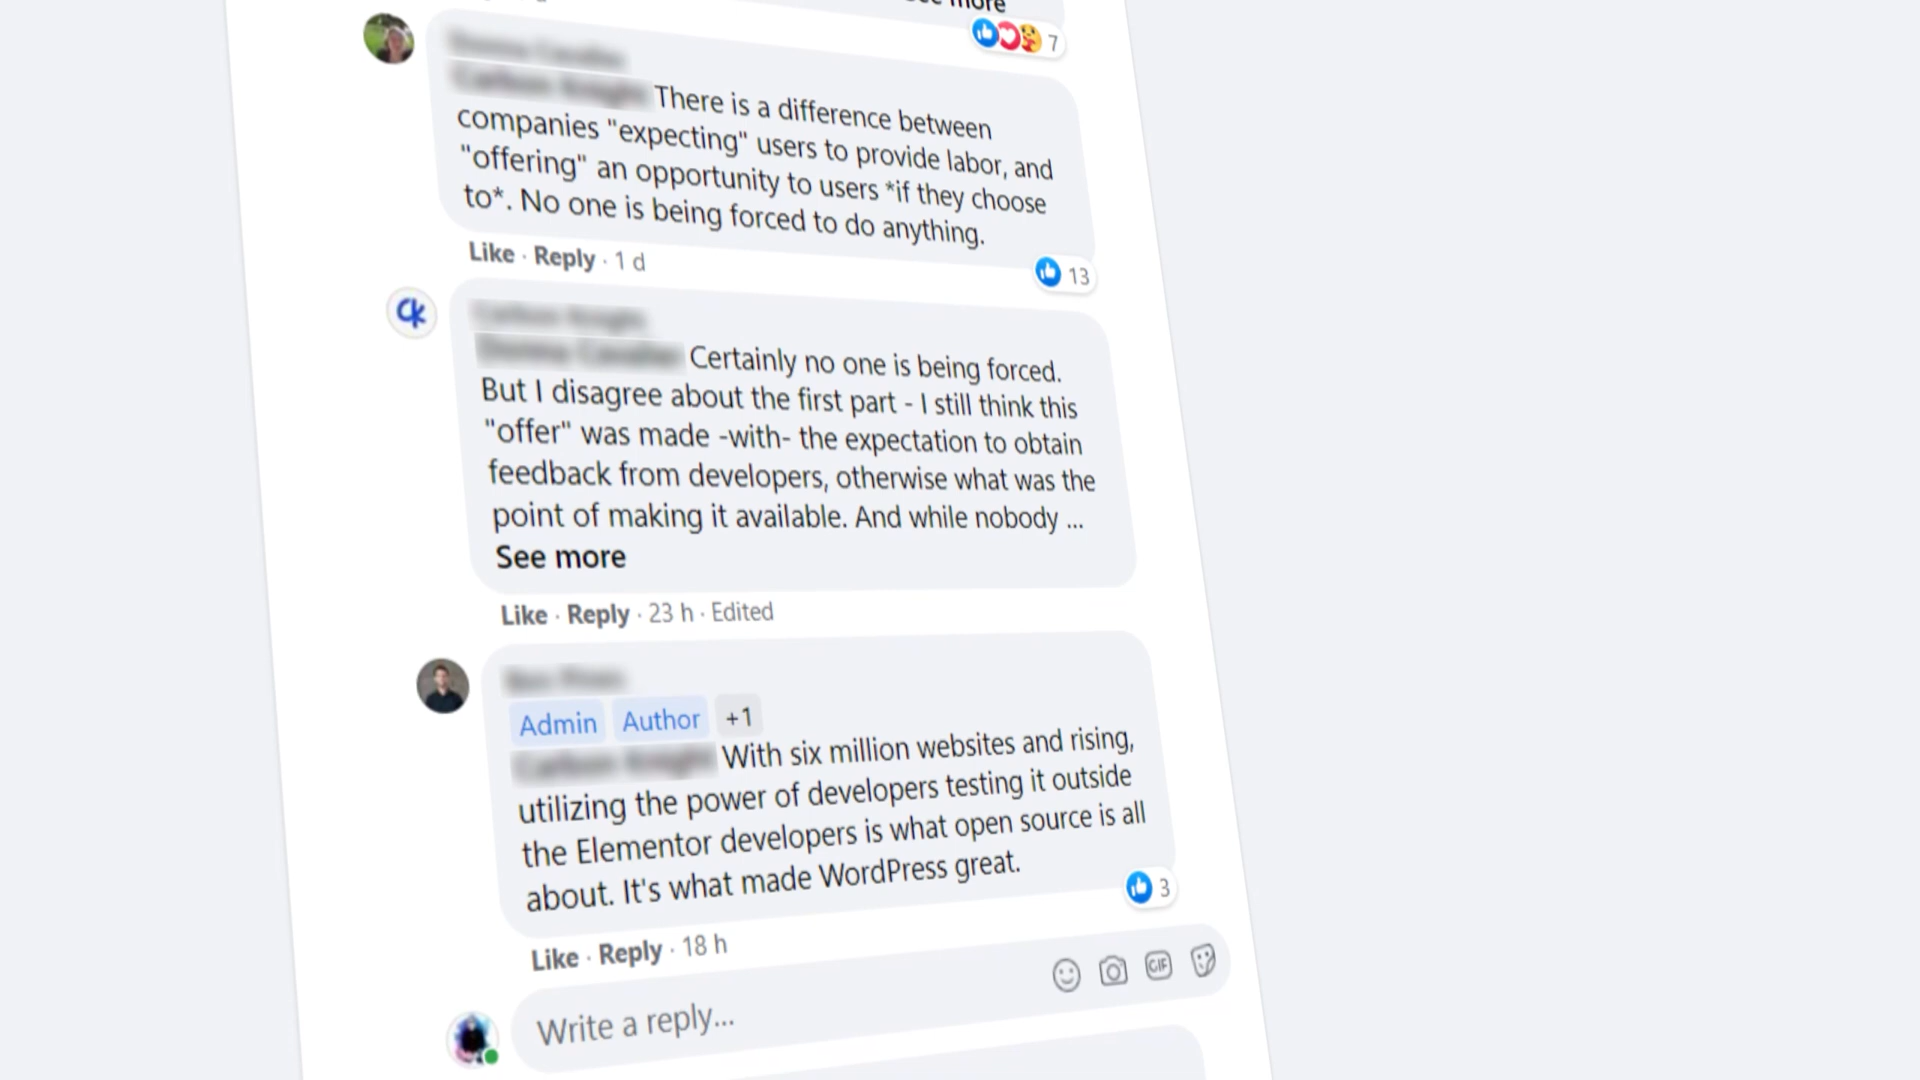 See more
7
There is a difference between
companies "expecting" users to provide labor, and
"offering" an opportunity to users *if they choose
to*. No one is being forced to do anything.
Like · Reply · 1 d
13
Ck
Certainly no one is being forced.
But I disagree about the first part - I still think this
"offer" was made -with- the expectation to obtain
feedback from developers, otherwise what was the
point of making it available. And while nobody ...
See more
Like · Reply · 23 h · Edited
Admin Author +1
With six million websites and rising,
utilizing the power of developers testing it outside
the Elementor developers is what open source is all
about. It's what made WordPress great.
3
Like · Reply · 18 h
Write a reply...
GIF